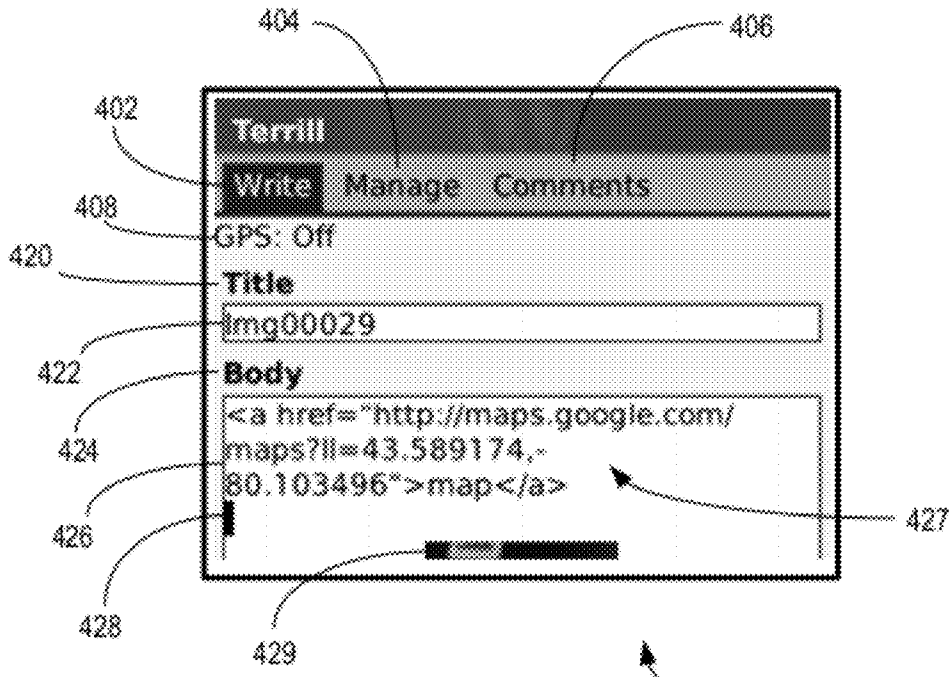 404
406
402
Terrill
Write Manage Comments
408
GPS: Off
420
Title
Img00029
422
Body
424
<a href="http://maps.google.com/
maps?ll=43.589174,-
80.103496">map</a>
426
427
428
429